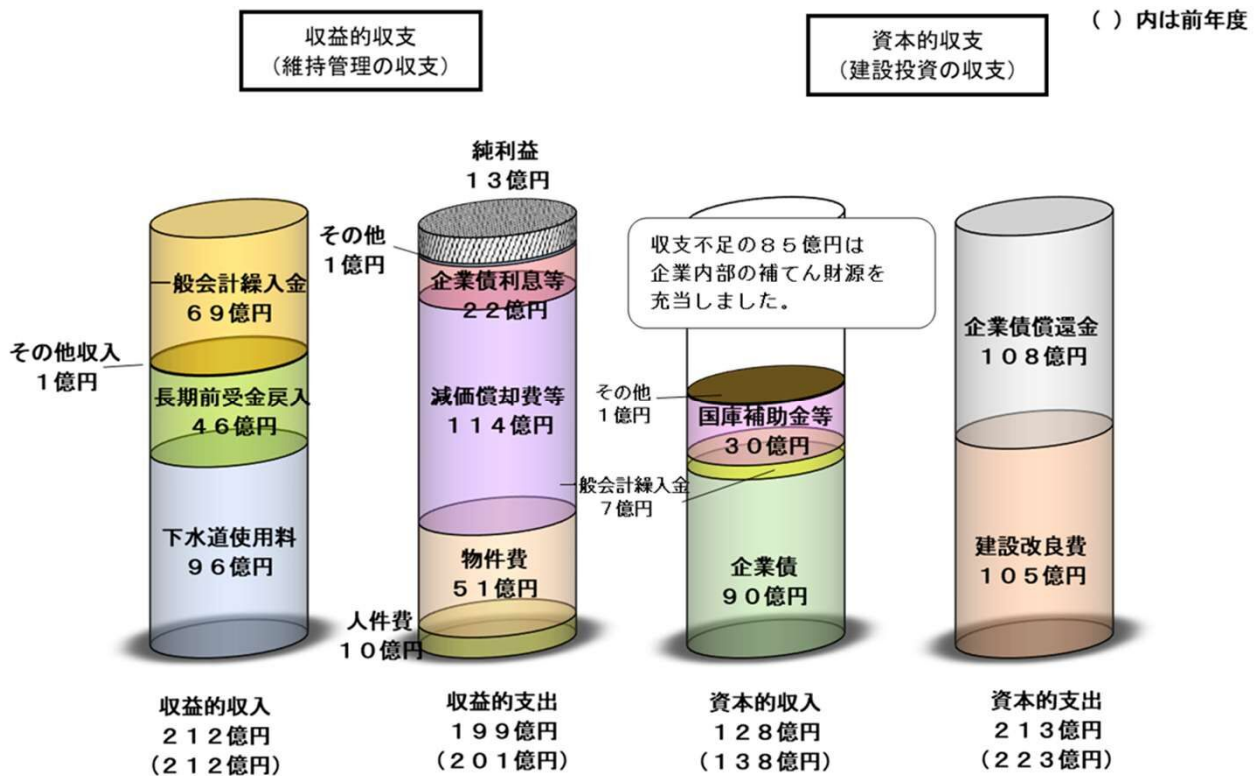 （ ）内は前年度
収益的収支
（維持管理の収支）
資本的収支
（建設投資の収支）
一般会計繰入金
６９億円
その他収入
１億円
長期前受金戻入
４６億円
下水道使用料
９６億円
収益的収入
２１２億円
（２１２億円）
純利益
１３億円
その他
１億円
企業債利息等
２２億円
減価償却費等
１１４億円
物件費
５１億円
人件費
１０億円
収益的支出
１９９億円
（２０１億円）
収支不足の８５億円は
企業内部の補てん財源を
充当しました。
その他
１億円
国庫補助金等
３０億円
一般会計繰入金
７億円
企業債
９０億円
資本的収入
１２８億円
（１３８億円）
企業債償還金
１０８億円
建設改良費
１０５億円
資本的支出
２１３億円
（２２３億円）